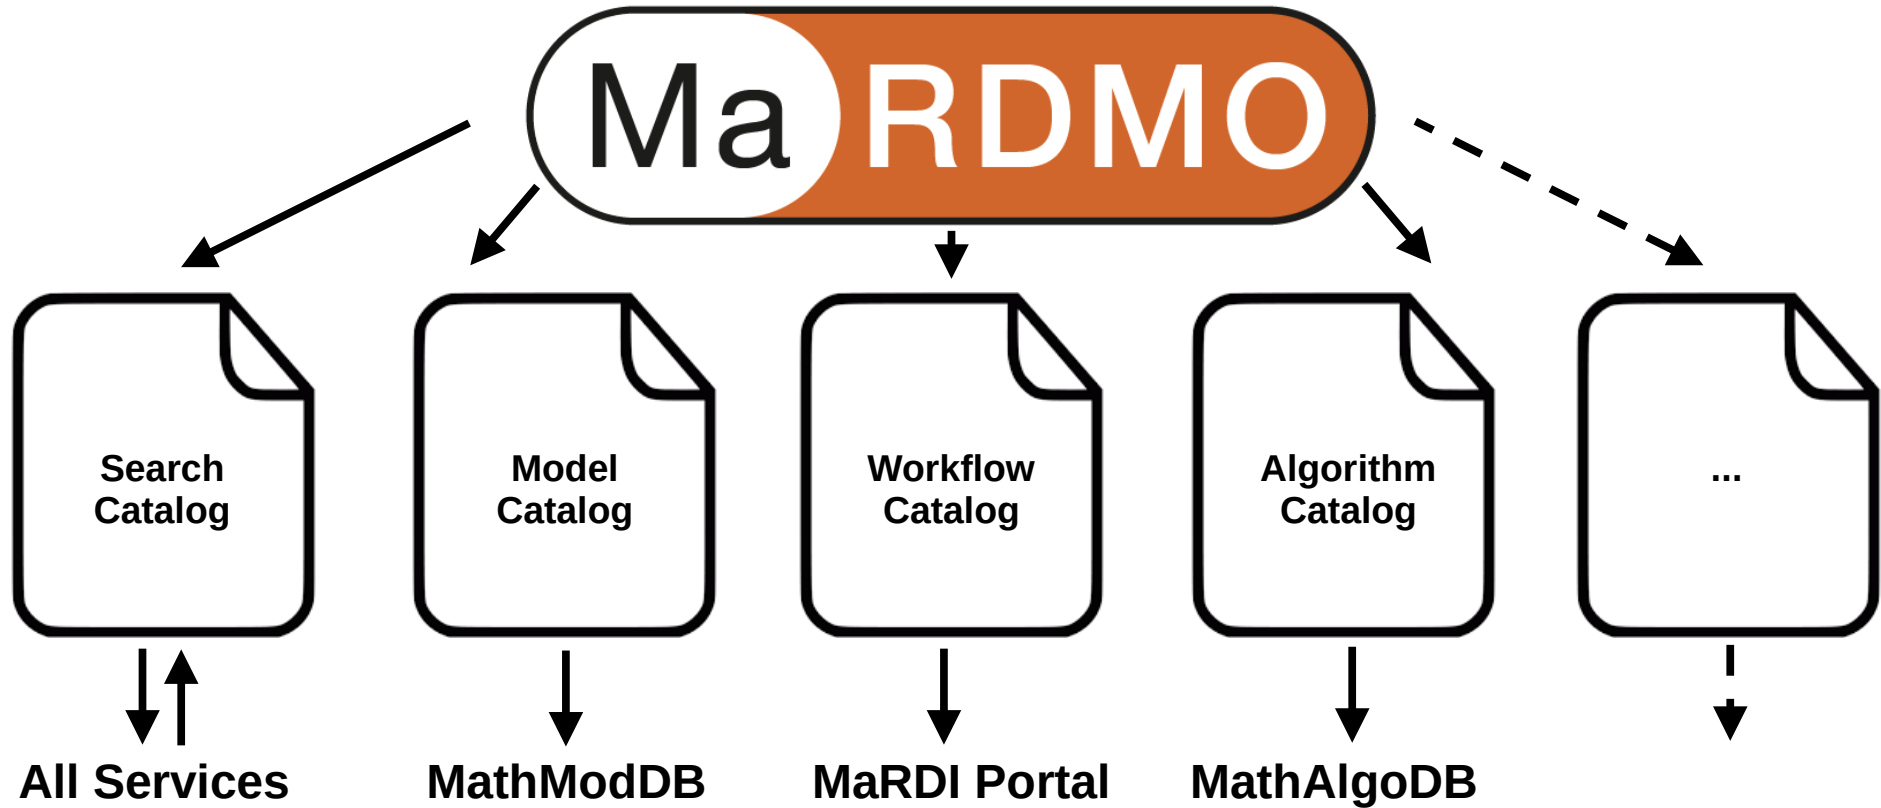 MaRDMO
Search
Catalog
Model
Catalog
Workflow
Catalog
Algorithm
Catalog
...
All Services
MathModDB
MaRDI Portal
MathAlgoDB